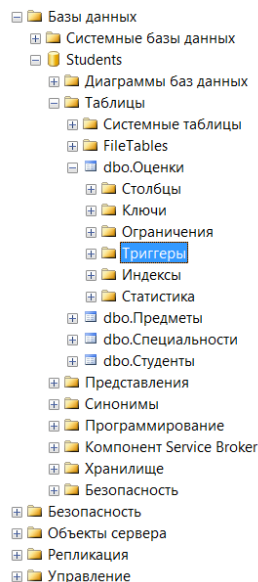 Базы данных
Системные базы данных
Students
Диаграммы баз данных
Таблицы
Системные таблицы
FileTables
dbo.Оценки
Столбцы
Ключи
Ограничения
Триггеры
Индексы
Статистика
dbo.Предметы
dbo.Специальности
dbo.Студенты
Представления
Синонимы
Программирование
Компонент Service Broker
Хранилище
Безопасность
Безопасность
Объекты сервера
Репликация
Управление